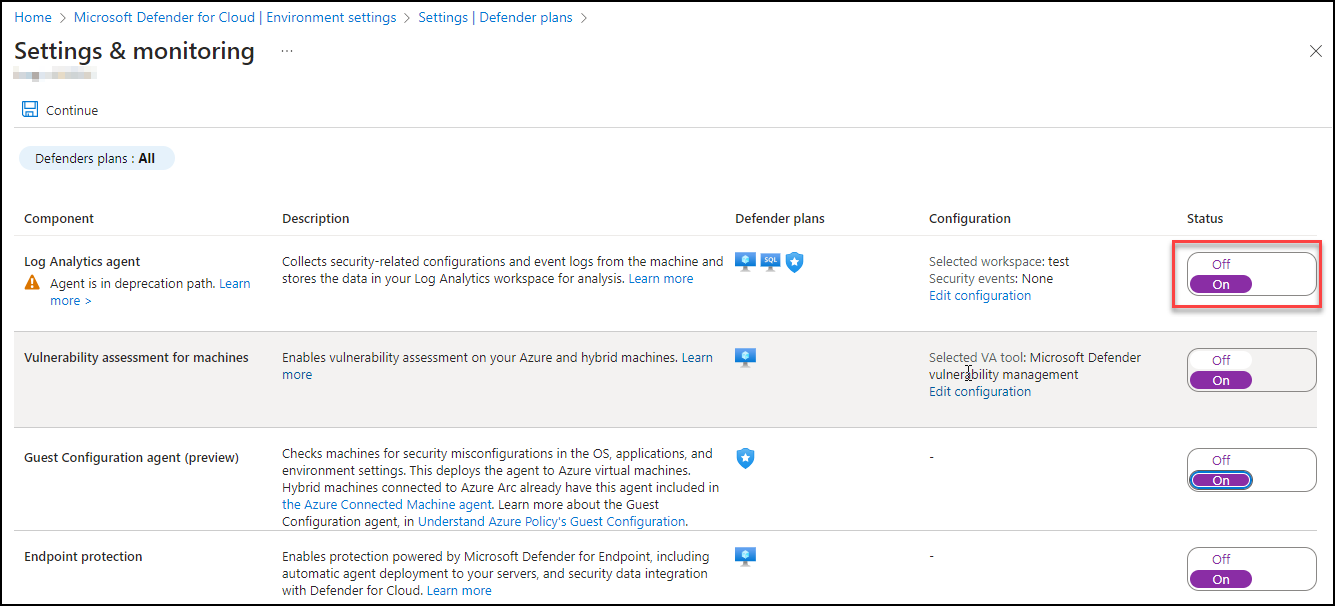 Home > Microsoft Defender for Cloud | Environment settings > Settings | Defender plans >
Settings & monitoring ...
Continue
Defenders plans : All
Component Description Defender plans Configuration Status
Log Analytics agent
Agent is in deprecation path. Learn
more >
Collects security-related configurations and event logs from the machine and
stores the data in your Log Analytics workspace for analysis. Learn more
SQL
Selected workspace: test
Security events: None
Edit configuration
Off
On
Vulnerability assessment for machines
Enables vulnerability assessment on your Azure and hybrid machines. Learn
more
Selected VA tool: Microsoft Defender
vulnerability management
Edit configuration
Off
On
Guest Configuration agent (preview)
Checks machines for security misconfigurations in the OS, applications, and
environment settings. This deploys the agent to Azure virtual machines.
Hybrid machines connected to Azure Arc already have this agent included in
the Azure Connected Machine agent. Learn more about the Guest
Configuration agent, in Understand Azure Policy's Guest Configuration.
-
Off
On
Endpoint protection
Enables protection powered by Microsoft Defender for Endpoint, including
automatic agent deployment to your servers, and security data integration
with Defender for Cloud. Learn more
-
Off
On